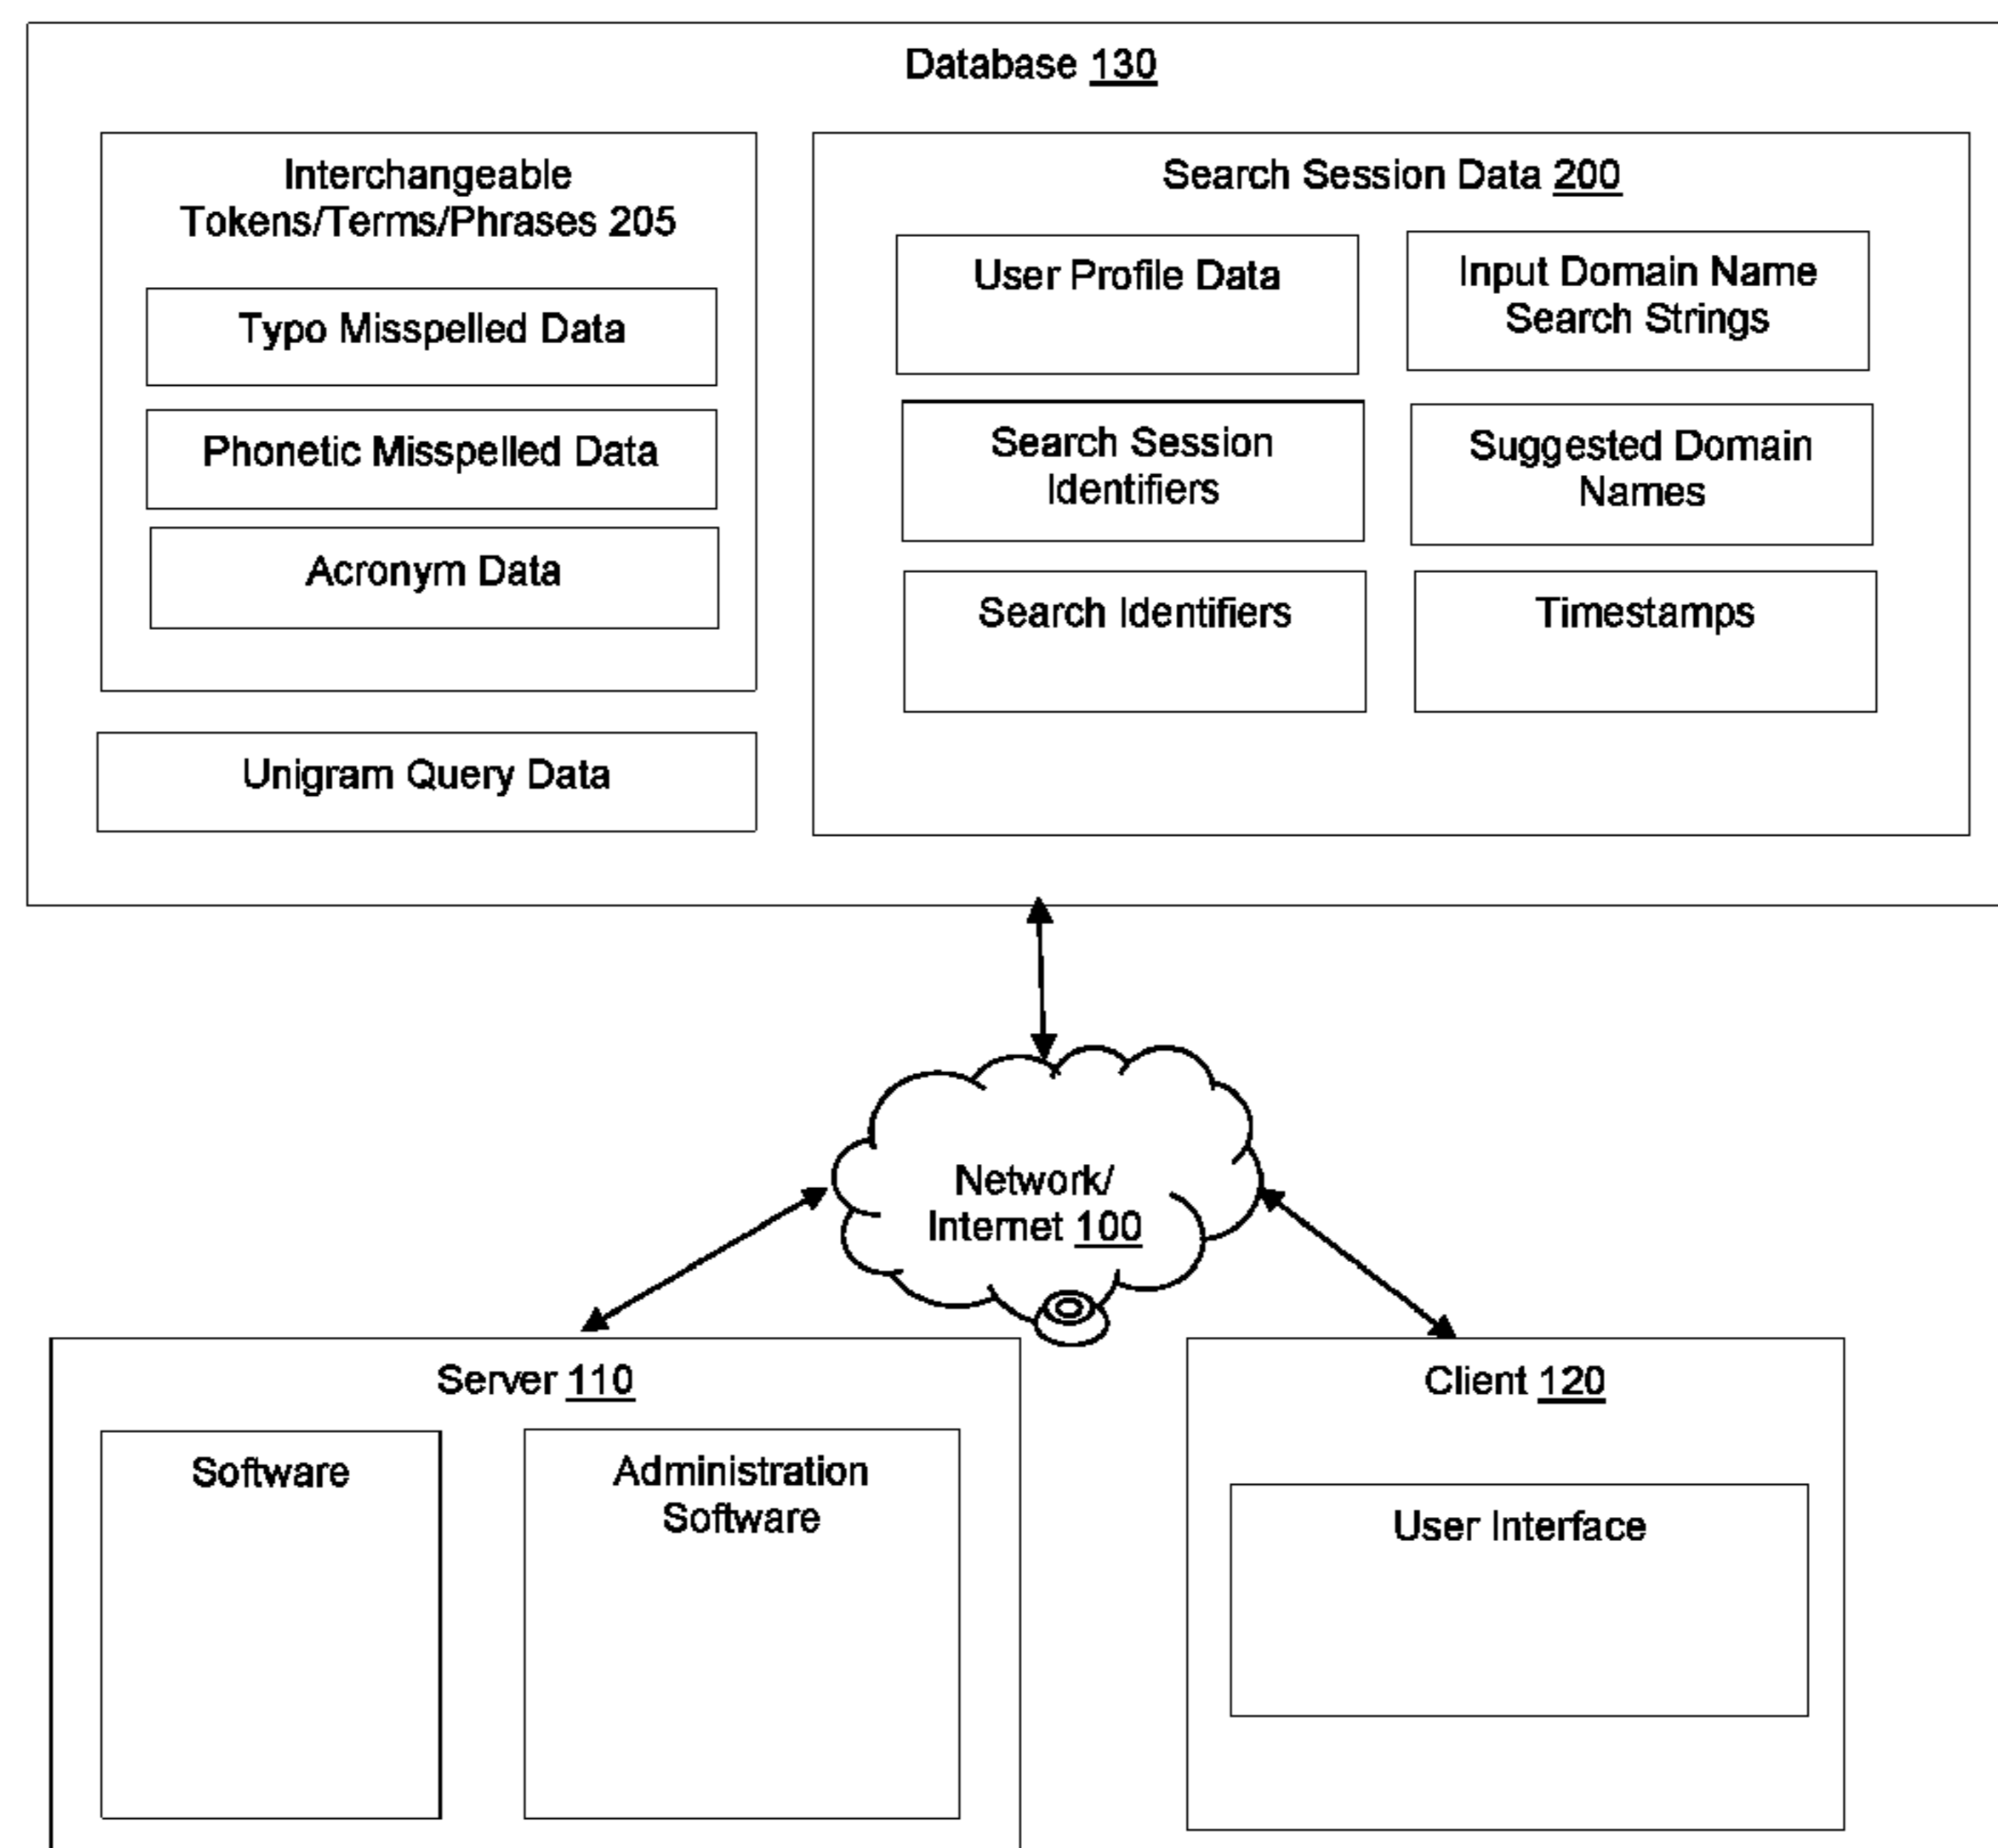 Database 130
Interchangeable
Tokens/Terms/Phrases 205
Typo Misspelled Data
Phonetic Misspelled Data
Acronym Data
Unigram Query Data
Search Session Data 200
User Profile Data
Input Domain Name
Search Strings
Search Session
Identifiers
Suggested Domain
Names
Search Identifiers
Timestamps
Network/
Internet 100
Server 110
Software
Administration
Software
Client 120
User Interface